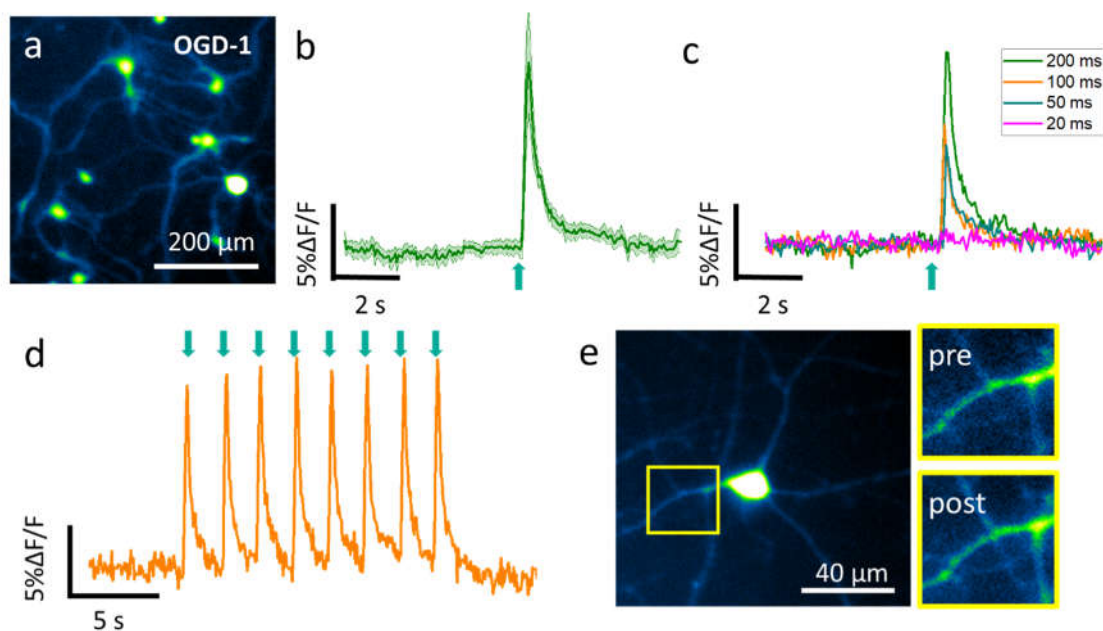 a
OGD-1
200 µm
b
5%ΔF/F
2 s
c
200 ms
100 ms
50 ms
20 ms
5%ΔF/F
2 s
d
5%ΔF/F
5 s
e
40 µm
pre
post